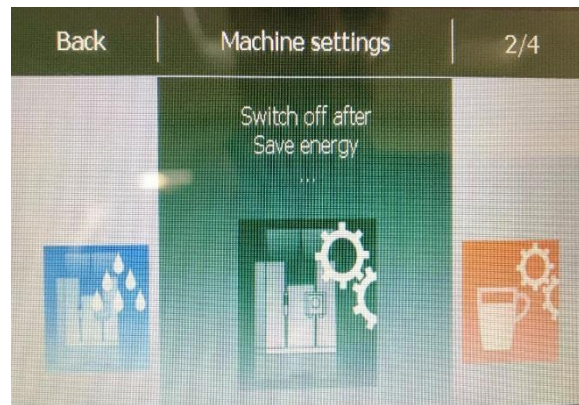 Back
Machine settings
2/4
Switch off after
Save energy
...